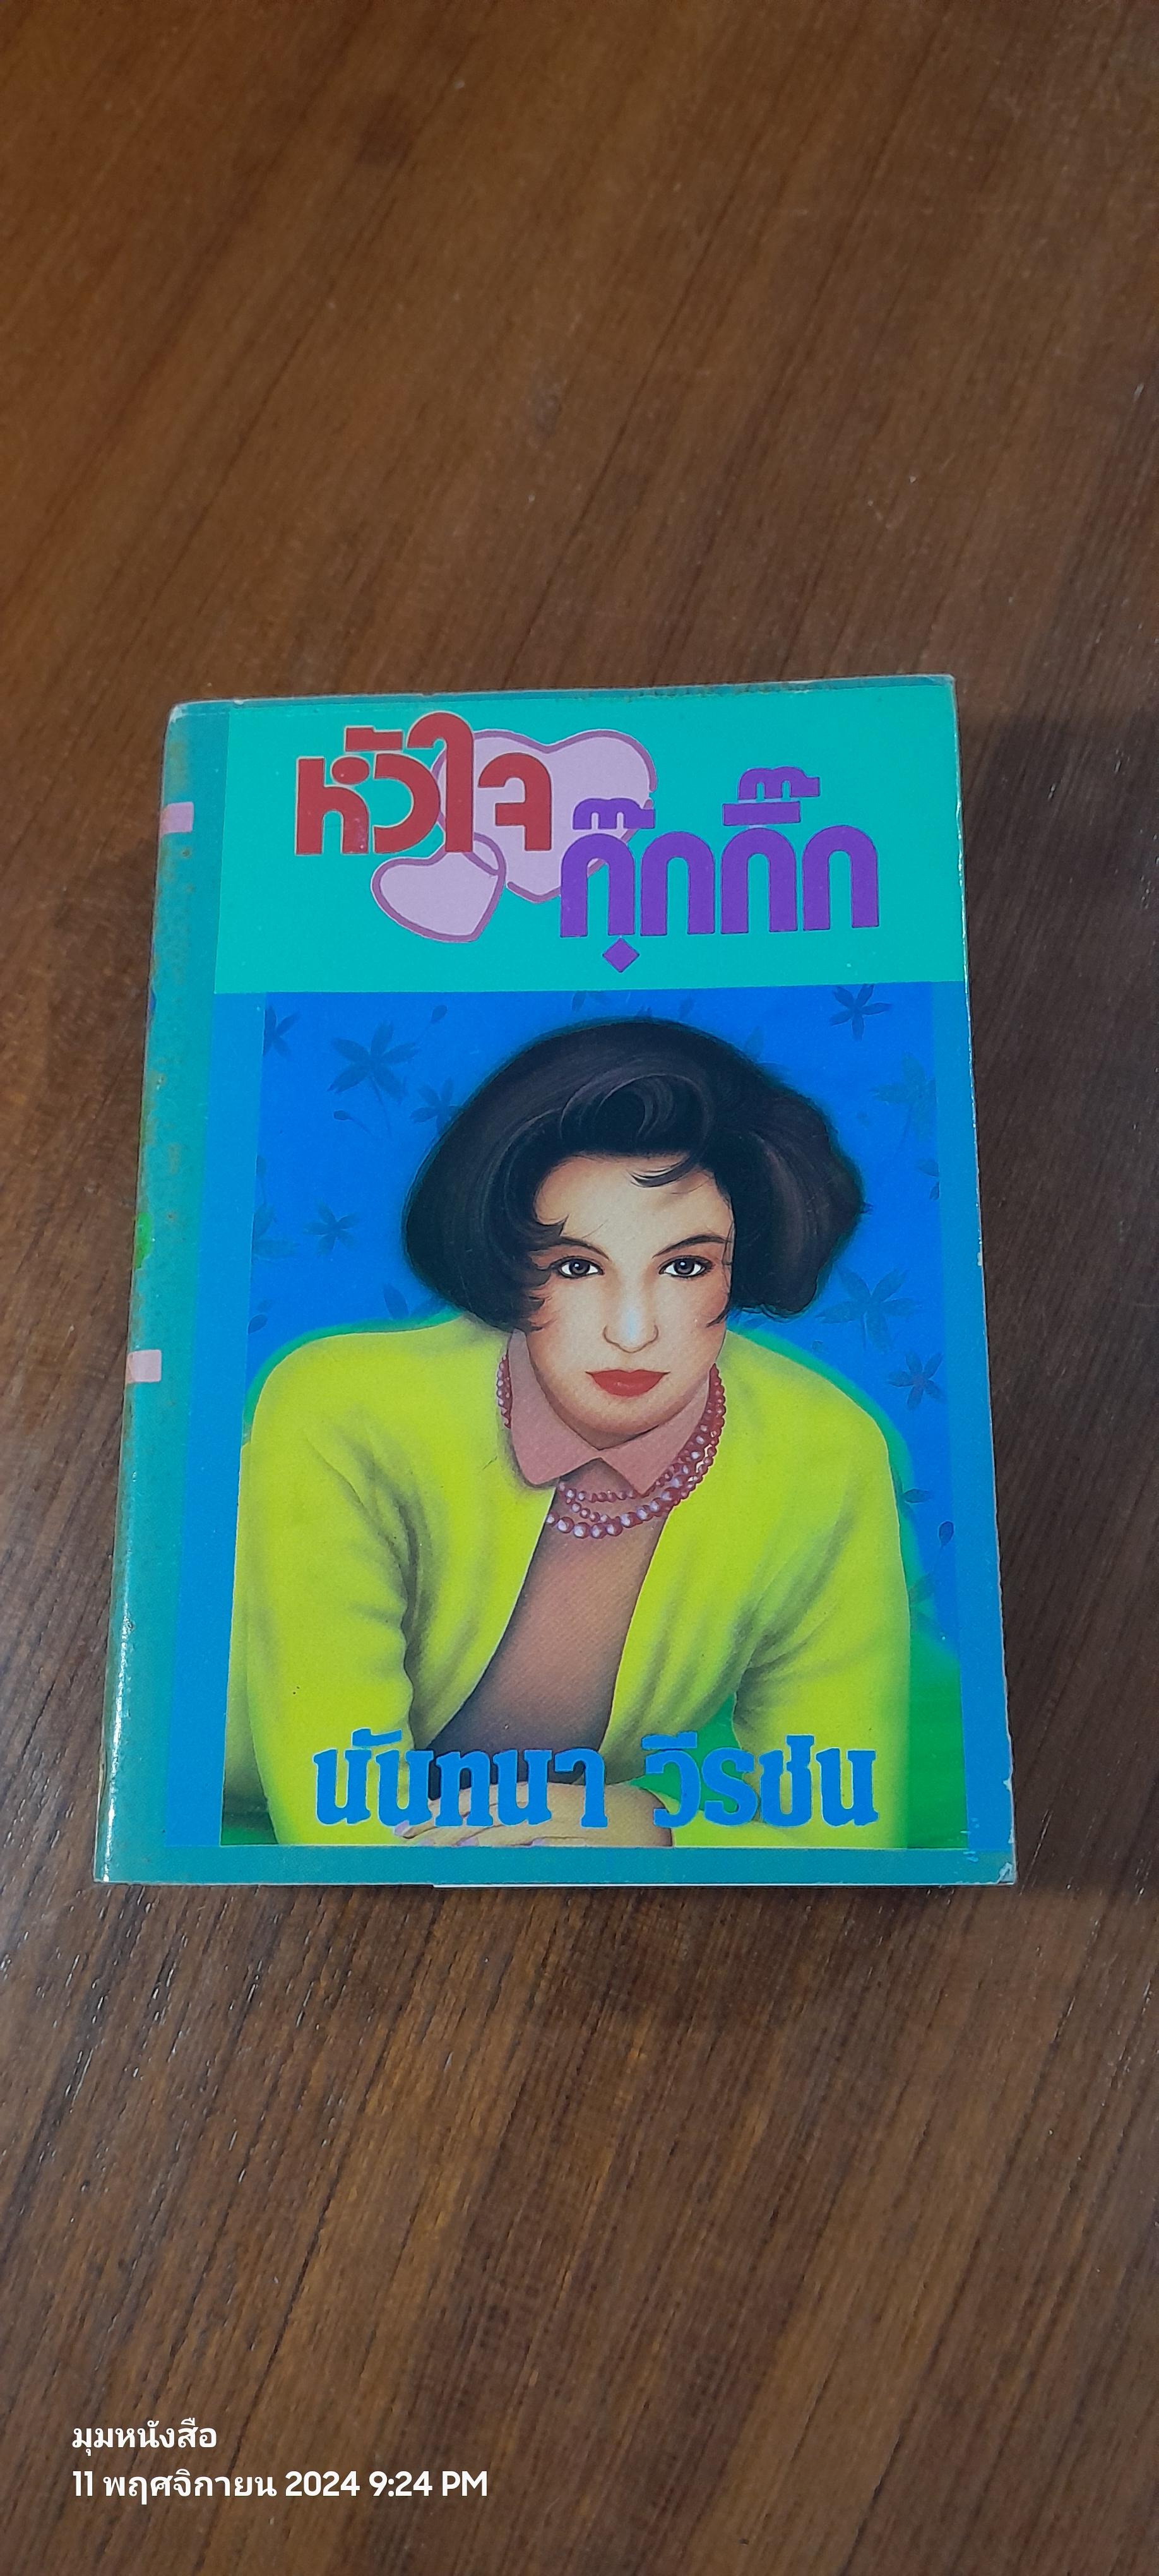 หัวใจ
กุ๊กกิ๊ก
นันทนา วีรชน
มุมหนังสือ
11 พฤศจิกายน 2024 9:24 PM